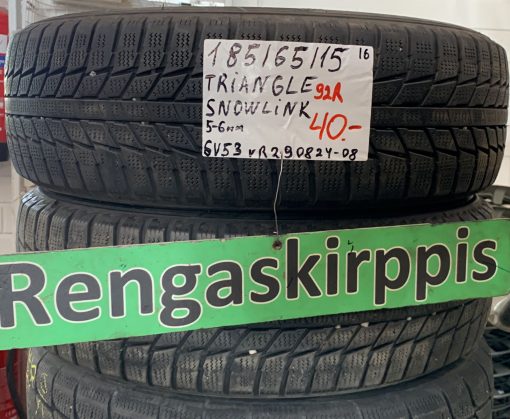 185/65/15 16
TRiANGLE 92R
SNOWLiNK
5-6mm 40.-
6V53 vR290824-08
Rengaskirppis